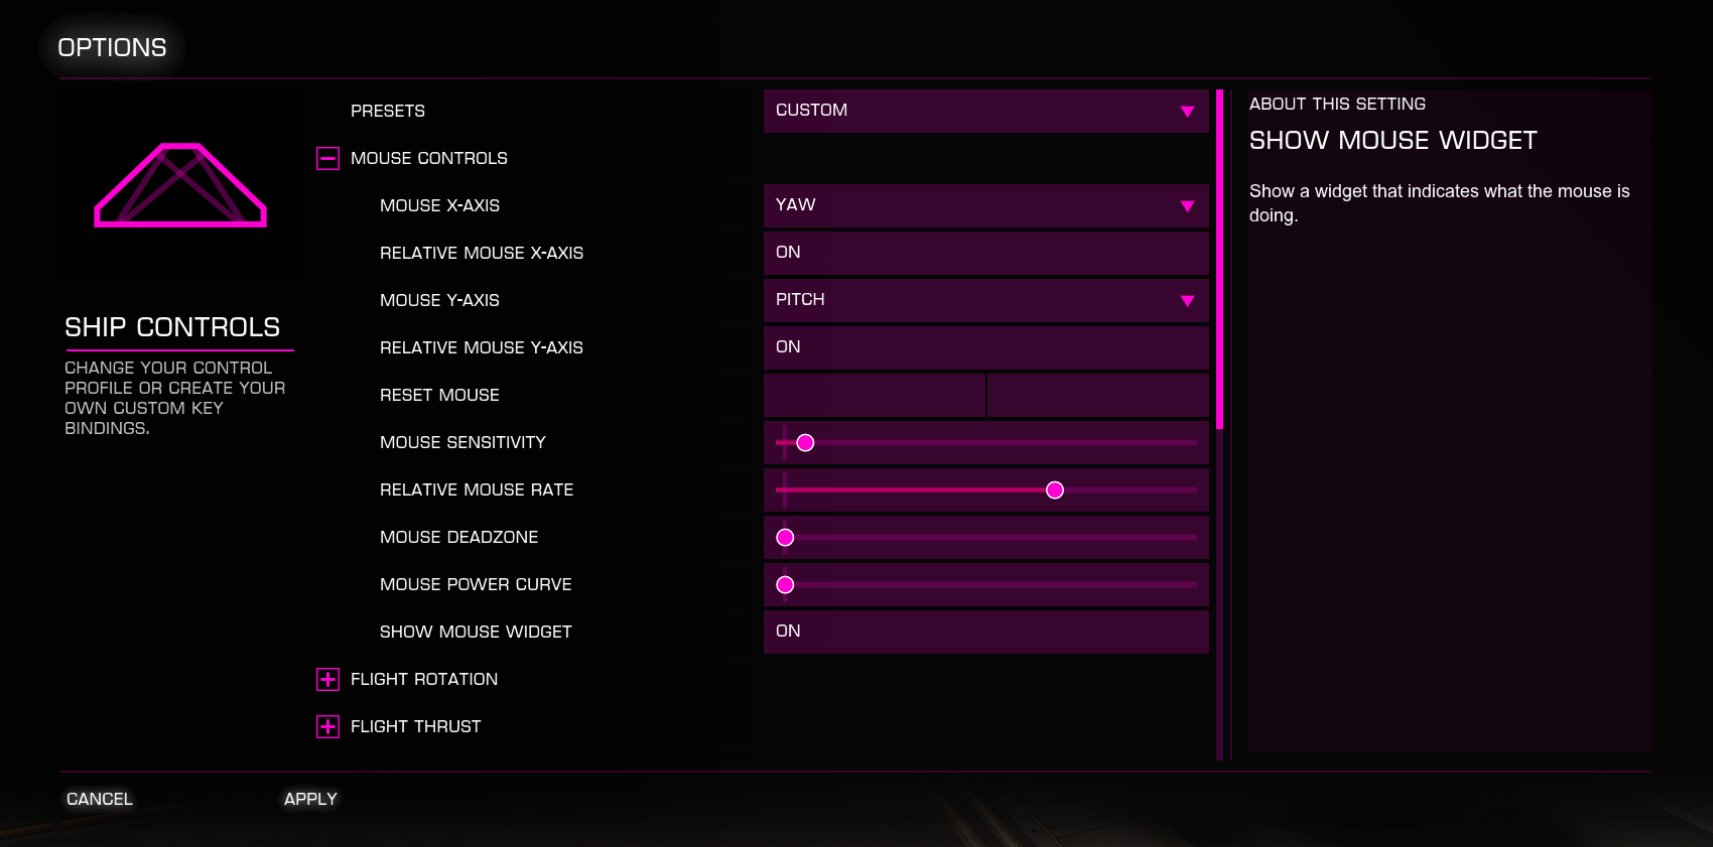 OPTIONS
PRESETS
CUSTOM
MOUSE CONTROLS
MOUSE X-AXIS
YAW
RELATIVE MOUSE X-AXIS
ON
MOUSE Y-AXIS
PITCH
RELATIVE MOUSE Y-AXIS
ON
RESET MOUSE
MOUSE SENSITIVITY
RELATIVE MOUSE RATE
MOUSE DEADZONE
MOUSE POWER CURVE
SHOW MOUSE WIDGET
ON
FLIGHT ROTATION
FLIGHT THRUST
SHIP CONTROLS
CHANGE YOUR CONTROL
PROFILE OR CREATE YOUR
OWN CUSTOM KEY
BINDINGS.
ABOUT THIS SETTING
SHOW MOUSE WIDGET
Show a widget that indicates what the mouse is
doing.
CANCEL
APPLY